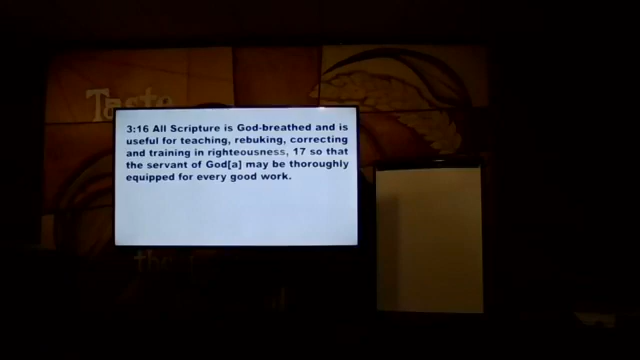 Taste
3:16 All Scripture is God-breathed and is
useful for teaching, rebuking, correcting
and training in righteousness, 17 so that
the servant of God[a] may be thoroughly
equipped for every good work.